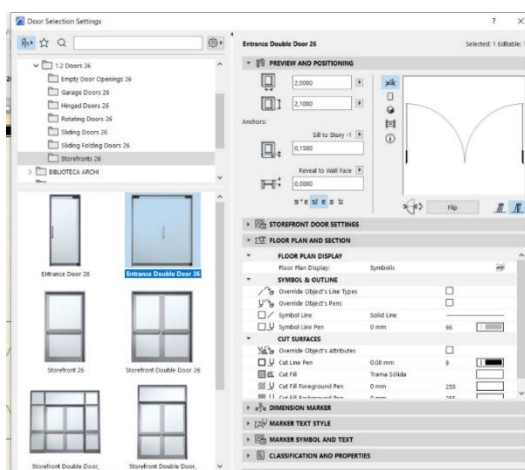 Door Selection Settings
? X
Entrance Double Door 26
Selected: 1 Editable: 1
1.2 Doors 26
Empty Door Openings 26
Garage Doors 26
Hinged Doors 26
Rotating Doors 26
Sliding Doors 26
Sliding Folding Doors 26
Storefronts 26
BIBLIOTECA ARCHI
Entrance Door 26
Entrance Double Door 26
Storefront 26
Storefront Double Door 26
Storefront Double Door,
Storefront Double Door,
PREVIEW AND POSITIONING
2,0000
2,1000
Anchors:
Sill to Story -1
0,1500
Reveal to Wall Face
0,0000
Flip
STOREFRONT DOOR SETTINGS
FLOOR PLAN AND SECTION
FLOOR PLAN DISPLAY
Floor Plan Display: Symbolic
SYMBOL & OUTLINE
Override Object's Line Types
Override Object's Pens
Symbol Line Solid Line
Symbol Line Pen 0 mm 96
CUT SURFACES
Override Object's Attributes
Cut Line Pen 0.08 mm 9
Cut Fill Trama Sólida
Cut Fill Foreground Pen 0 mm 255
Cut Fill Background Pen 0 mm 255
DIMENSION MARKER
MARKER TEXT STYLE
MARKER SYMBOL AND TEXT
CLASSIFICATION AND PROPERTIES